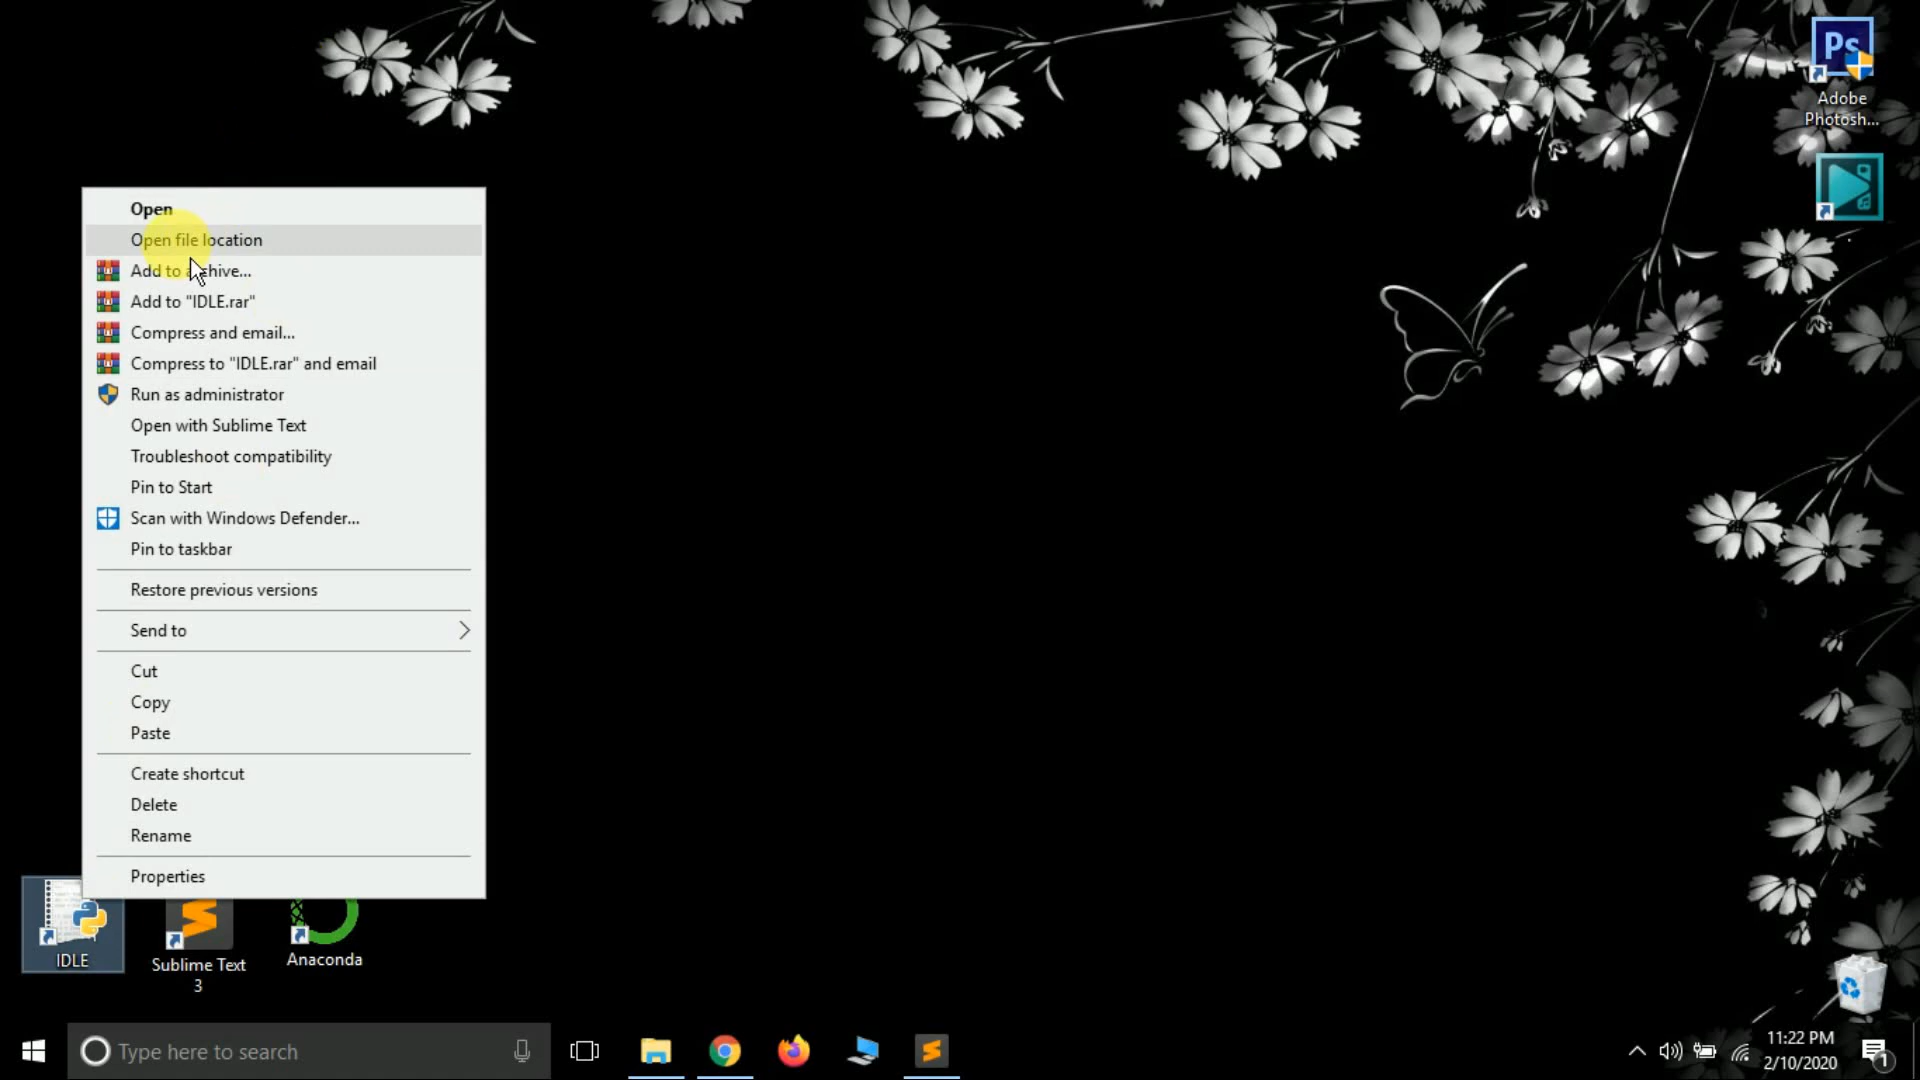 Ps
Adobe
Photosh...
Open
Open file location
Add to archive...
Add to "IDLE.rar"
Compress and email...
Compress to "IDLE.rar" and email
Run as administrator
Open with Sublime Text
Troubleshoot compatibility
Pin to Start
Scan with Windows Defender...
Pin to taskbar
Restore previous versions
Send to
Cut
Copy
Paste
Create shortcut
Delete
Rename
Properties
IDLE
Sublime Text
3
Anaconda
Type here to search
11:22 PM
2/10/2020
1